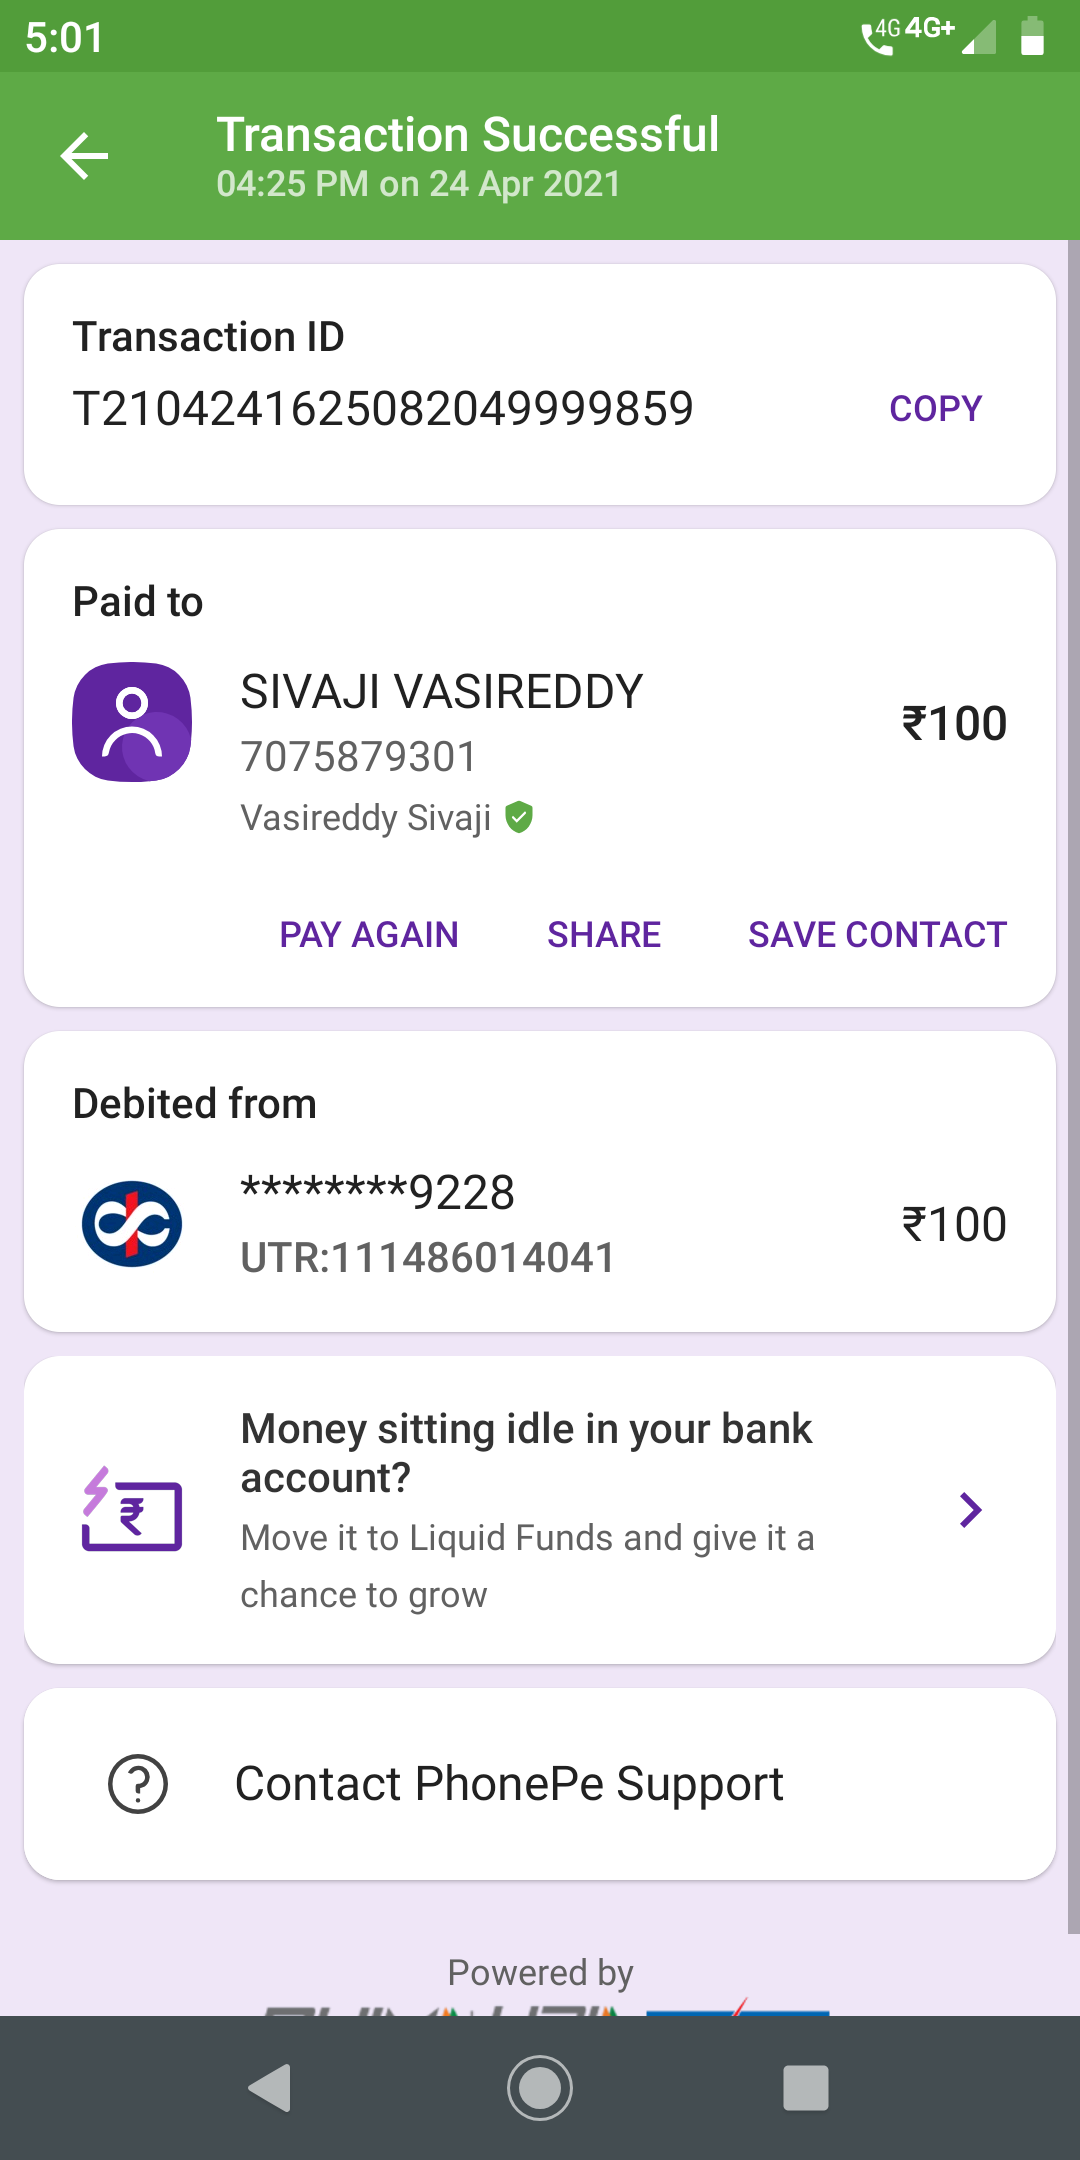 5:01
4G 4G+
Transaction Successful
04:25 PM on 24 Apr 2021
Transaction ID
T2104241625082049999859
COPY
Paid to
SIVAJI VASIREDDY
7075879301
₹100
Vasireddy Sivaji
PAY AGAIN
SHARE
SAVE CONTACT
Debited from
********9228
UTR:111486014041
₹100
Money sitting idle in your bank
account?
Move it to Liquid Funds and give it a
chance to grow
Contact PhonePe Support
Powered by